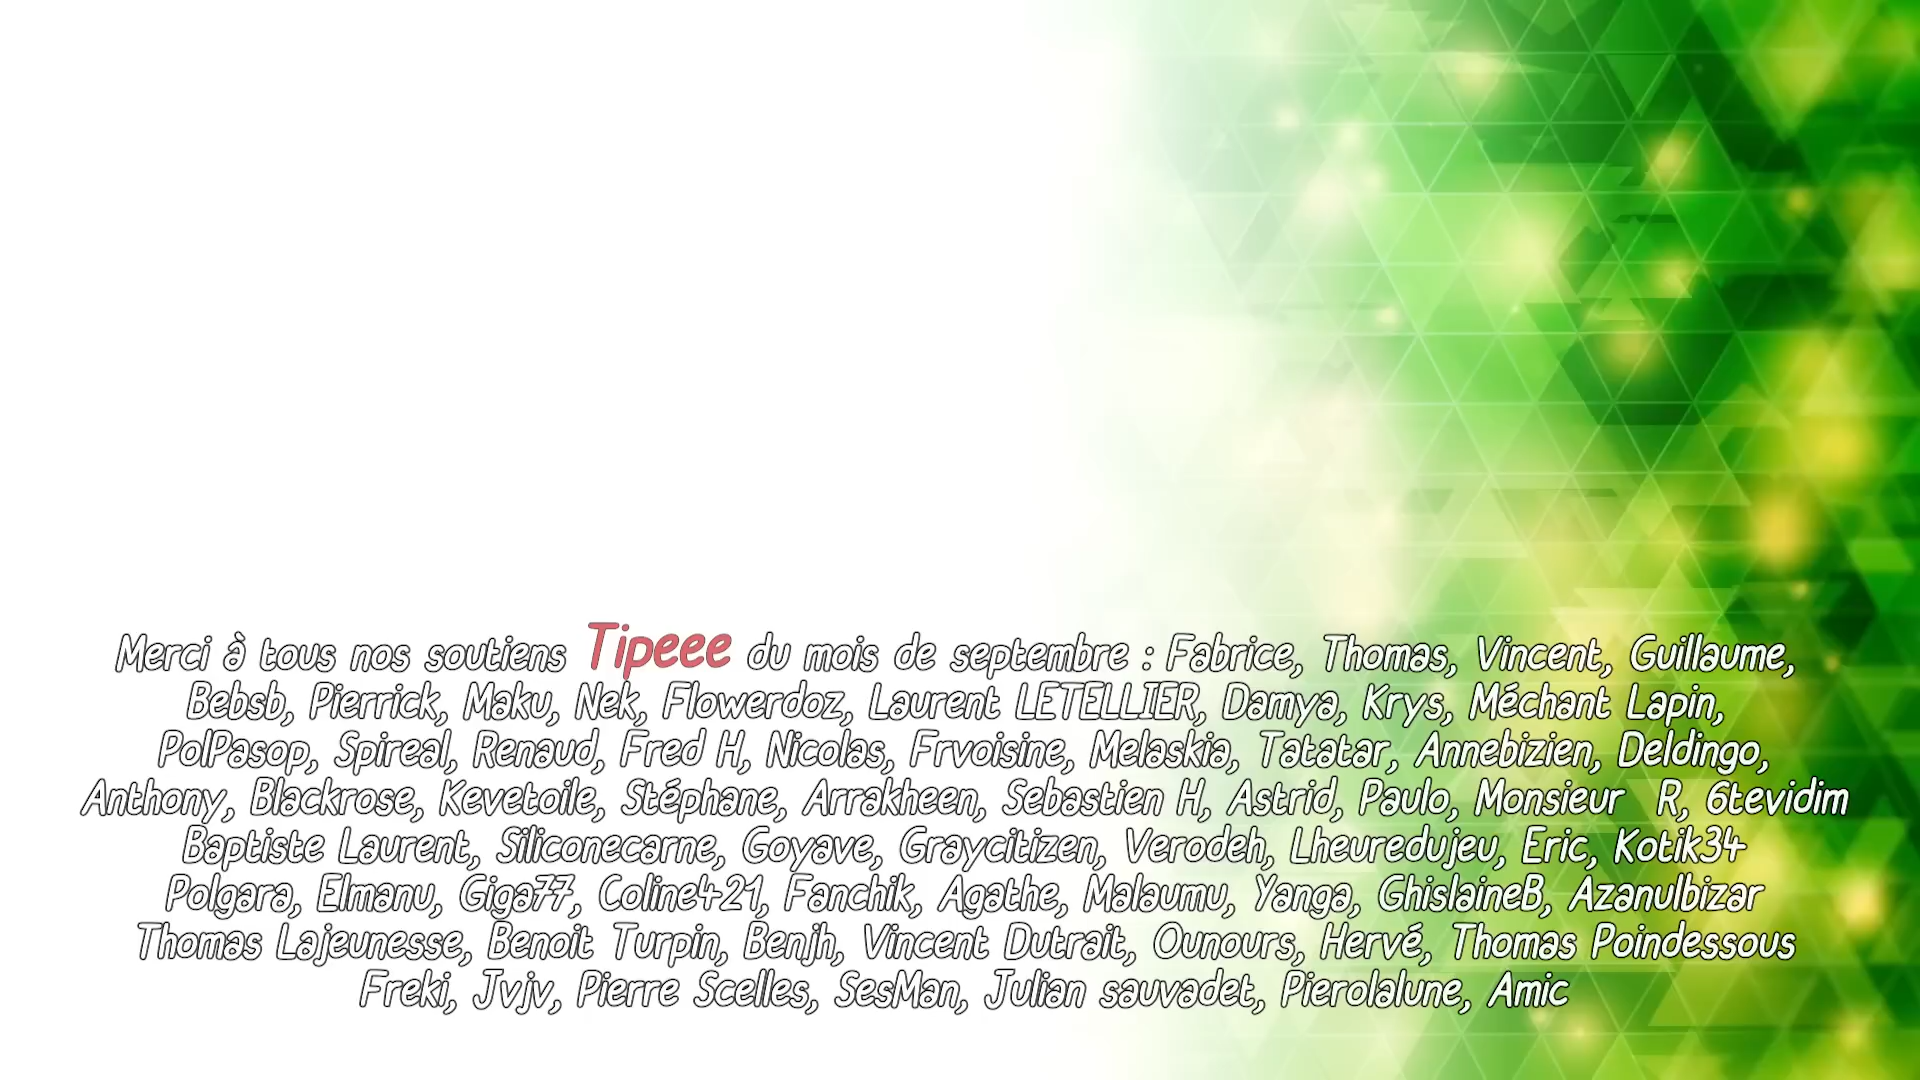 Merci à tous nos soutiens Tipeee du mois de septembre : Fabrice, Thomas, Vincent, Guillaume,
Bebsb, Pierrick, Maku, Nek, Flowerdoz, Laurent LETELLIER, Damya, Krys, Méchant Lapin,
PolPasop, Spireal, Renaud, Fred H, Nicolas, Frvoisine, Melaskia, Tatatar, Annebizien, Deldingo,
Anthony, Blackrose, Kevetoile, Stéphane, Arrakheen, Sebastien H, Astrid, Paulo, Monsieur R, 6tevidim
Baptiste Laurent, Siliconecarne, Goyave, Graycitizen, Verodeh, Lheuredujeu, Eric, Kotik34
Polgara, Elmanu, Giga77, Coline421, Fanchik, Agathe, Malaumu, Yanga, GhislaineB, Azanulbizar
Thomas Lajeunesse, Benoit Turpin, Benjh, Vincent Dutrait, Ounours, Hervé, Thomas Poindessous
Freki, Jvjv, Pierre Scelles, SesMan, Julian sauvadet, Pierolalune, Amic